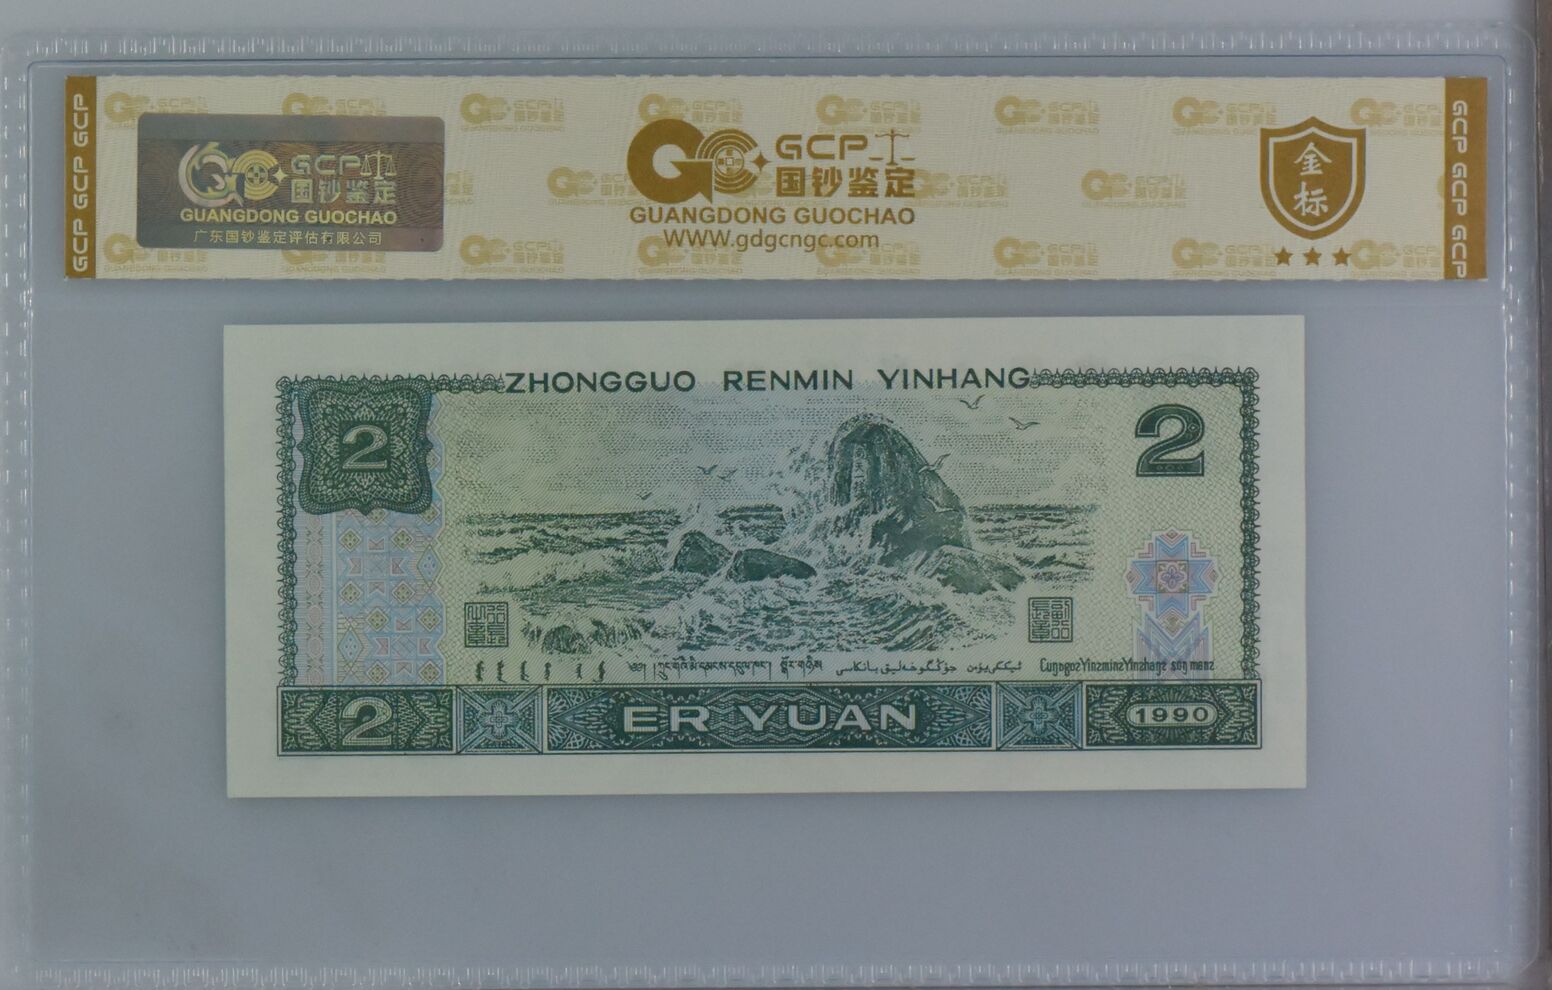 GCP GCP GCP
GCP
国钞鉴定
GUANGDONG GUOCHAO
广东国钞鉴定评估有限公司
GCP
国钞鉴定
GUANGDONG GUOCHAO
WWW.gdgcngc.com
金
标
GCP GCP GCP
ZHONGGUO RENMIN YINHANG
2
2
2
ER YUAN
1990